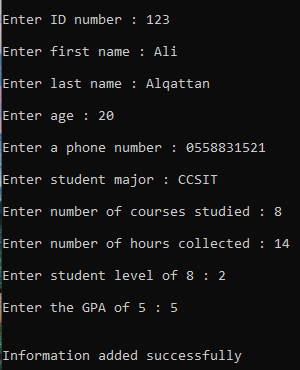 Enter ID number : 123
Enter first name : Ali
Enter last name : Alqattan
Enter age : 20
Enter a phone number : 0558831521
Enter student major : CCSIT
Enter number of courses studied : 8
Enter number of hours collected : 14
Enter student level of 8 : 2
Enter the GPA of 5 : 5
Information added successfully